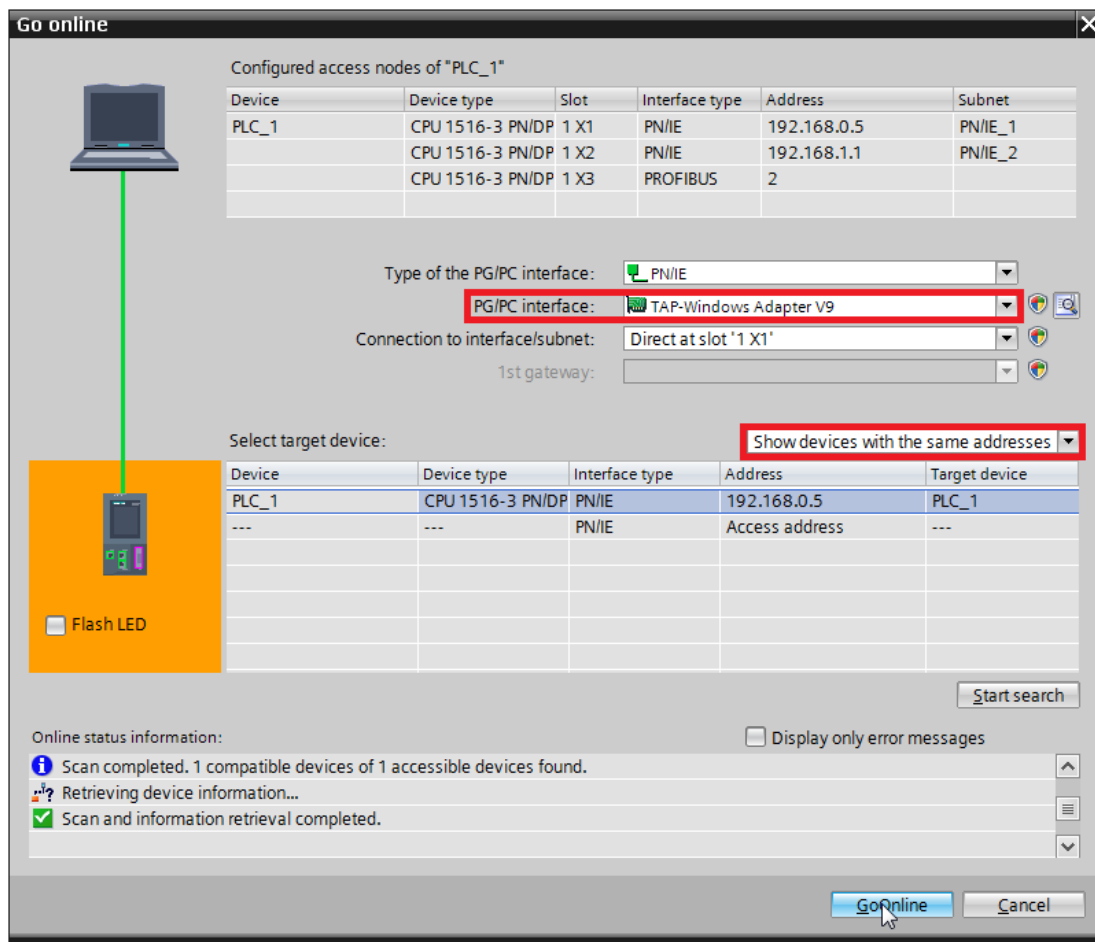 Go online
Configured access nodes of "PLC_1"
Device Device type Slot Interface type Address Subnet
PLC_1 CPU 1516-3 PN/DP 1 X1 PN/IE 192.168.0.5 PN/IE_1
CPU 1516-3 PN/DP 1 X2 PN/IE 192.168.1.1 PN/IE_2
CPU 1516-3 PN/DP 1 X3 PROFIBUS 2
Type of the PG/PC interface: PN/IE
PG/PC interface: TAP-Windows Adapter V9
Connection to interface/subnet: Direct at slot '1 X1'
1st gateway:
Select target device: Show devices with the same addresses
Device Device type Interface type Address Target device
PLC_1 CPU 1516-3 PN/DP PN/IE 192.168.0.5 PLC_1
--- --- PN/IE Access address ---
Flash LED
Start search
Online status information: Display only error messages
Scan completed. 1 compatible devices of 1 accessible devices found.
Retrieving device information...
Scan and information retrieval completed.
GoOnline Cancel